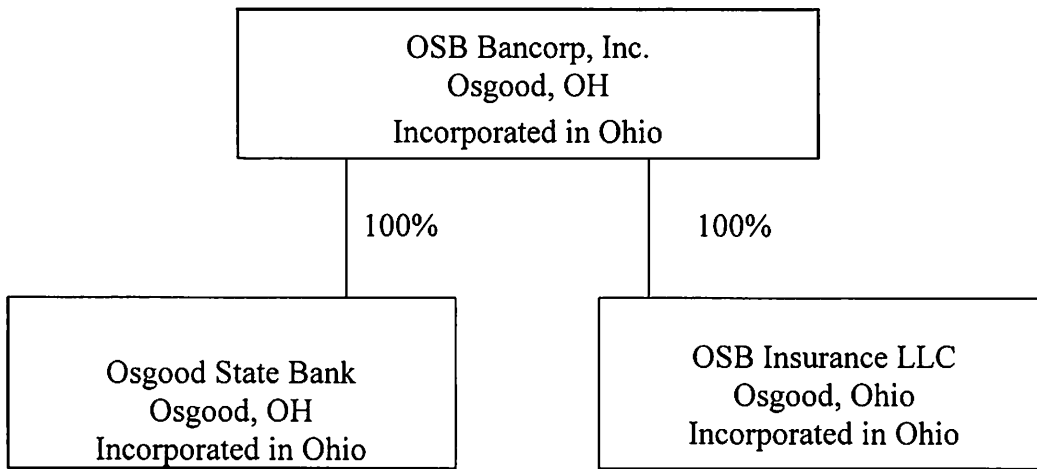 OSB Bancorp, Inc.
Osgood, OH
Incorporated in Ohio
100%
100%
Osgood State Bank
Osgood, OH
Incorporated in Ohio
OSB Insurance LLC
Osgood, Ohio
Incorporated in Ohio